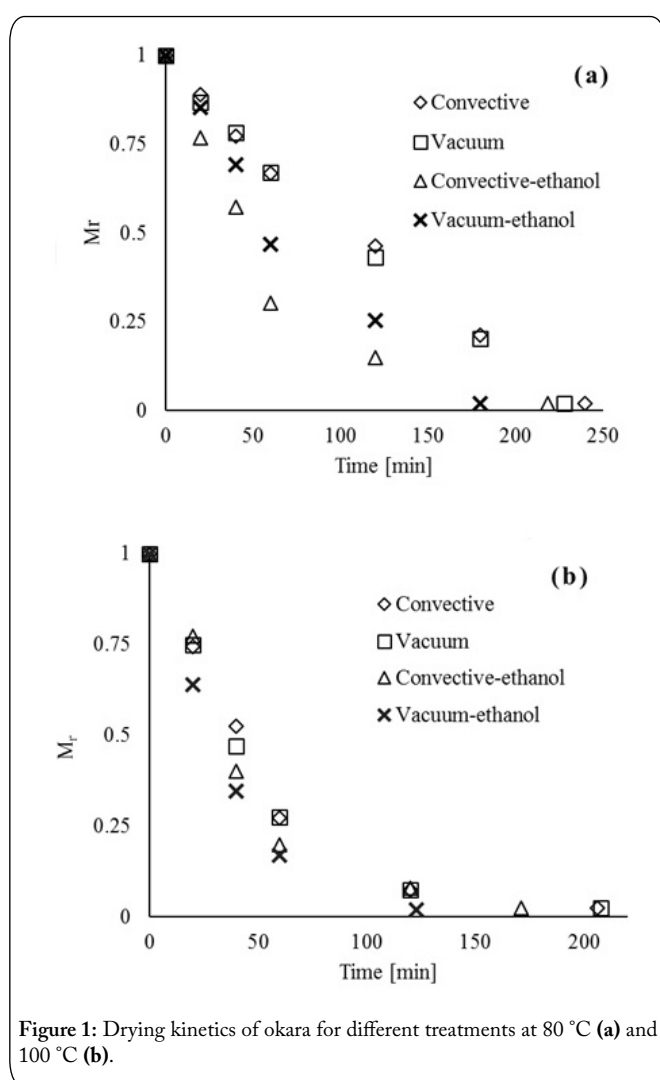 (a)
1
0.75
0.5
0.25
0
Mr
Convective
Vacuum
Convective-ethanol
Vacuum-ethanol
0 50 100 150 200 250
Time [min]
(b)
1
0.75
0.5
0.25
0
Mr
Convective
Vacuum
Convective-ethanol
Vacuum-ethanol
0 50 100 150 200
Time [min]
Figure 1: Drying kinetics of okara for different treatments at 80 °C (a) and
100 °C (b).